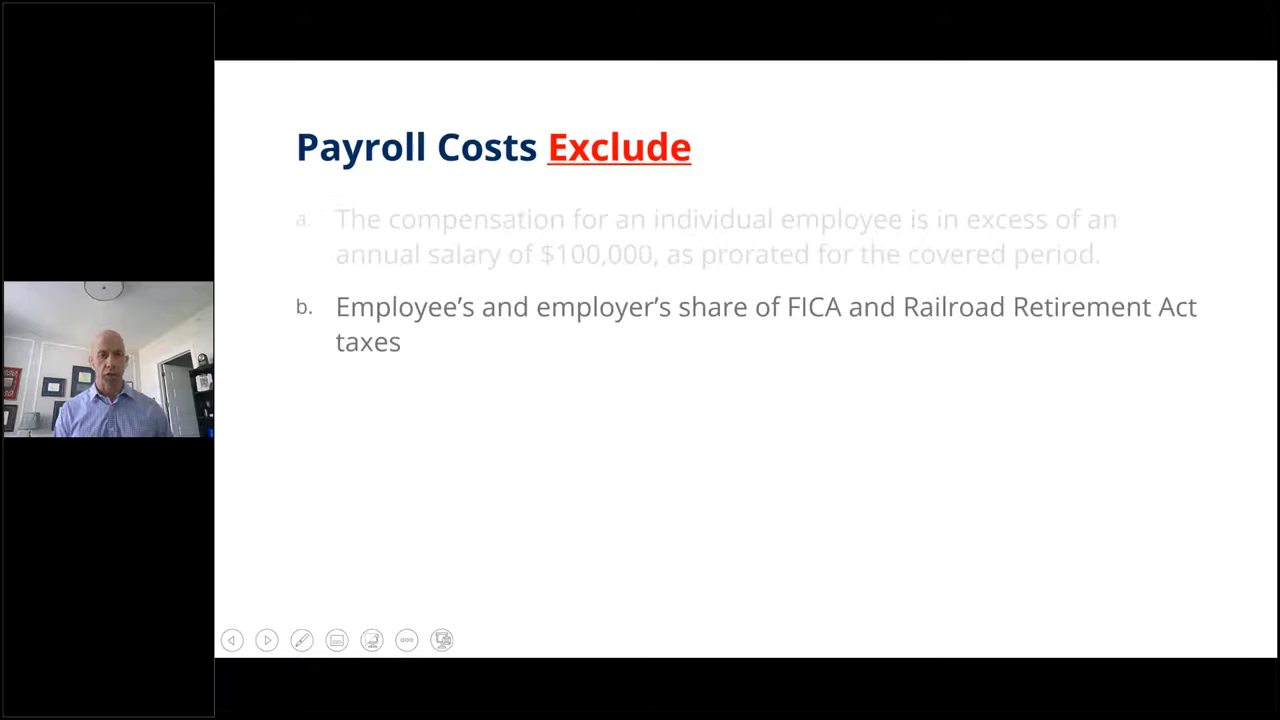 Payroll Costs Exclude
a. The compensation for an individual employee is in excess of an
annual salary of $100,000, as prorated for the covered period.
b. Employee’s and employer’s share of FICA and Railroad Retirement Act
taxes